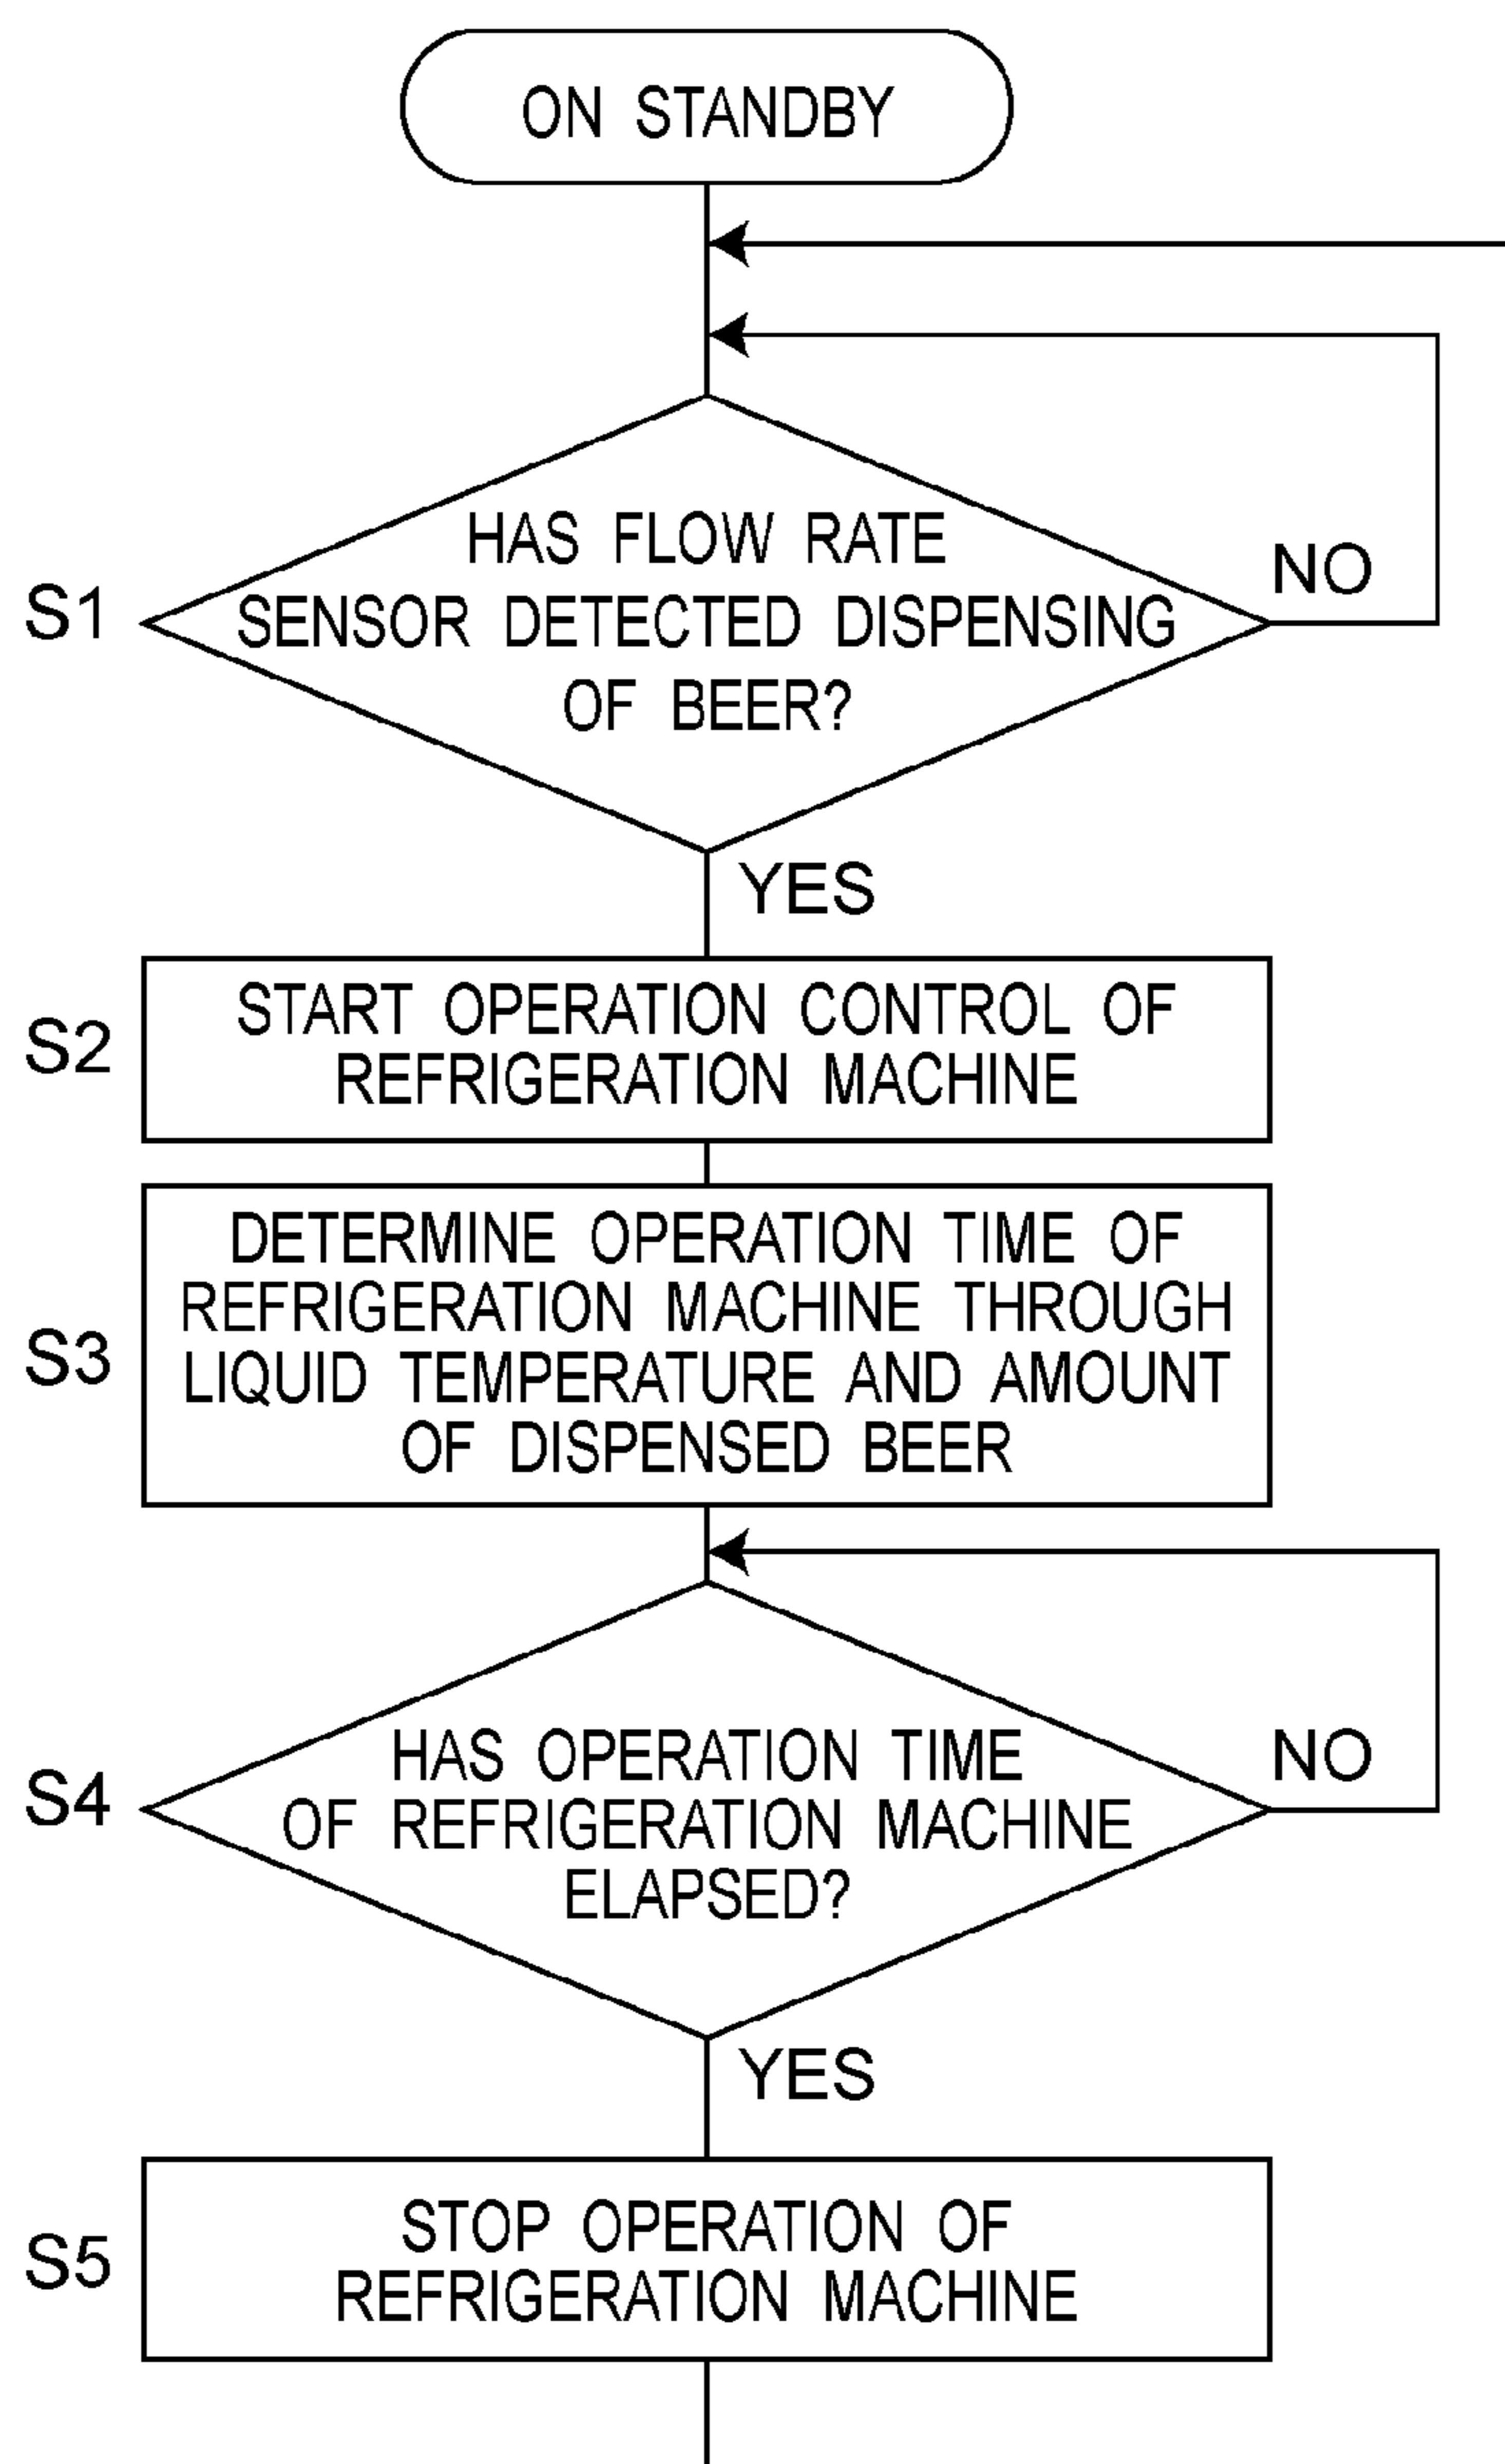 ON STANDBY
HAS FLOW RATE
SENSOR DETECTED DISPENSING
OF BEER?
S1
NO
YES
S2
START OPERATION CONTROL OF
REFRIGERATION MACHINE
S3
DETERMINE OPERATION TIME OF
REFRIGERATION MACHINE THROUGH
LIQUID TEMPERATURE AND AMOUNT
OF DISPENSED BEER
S4
HAS OPERATION TIME
OF REFRIGERATION MACHINE
ELAPSED?
NO
YES
S5
STOP OPERATION OF
REFRIGERATION MACHINE